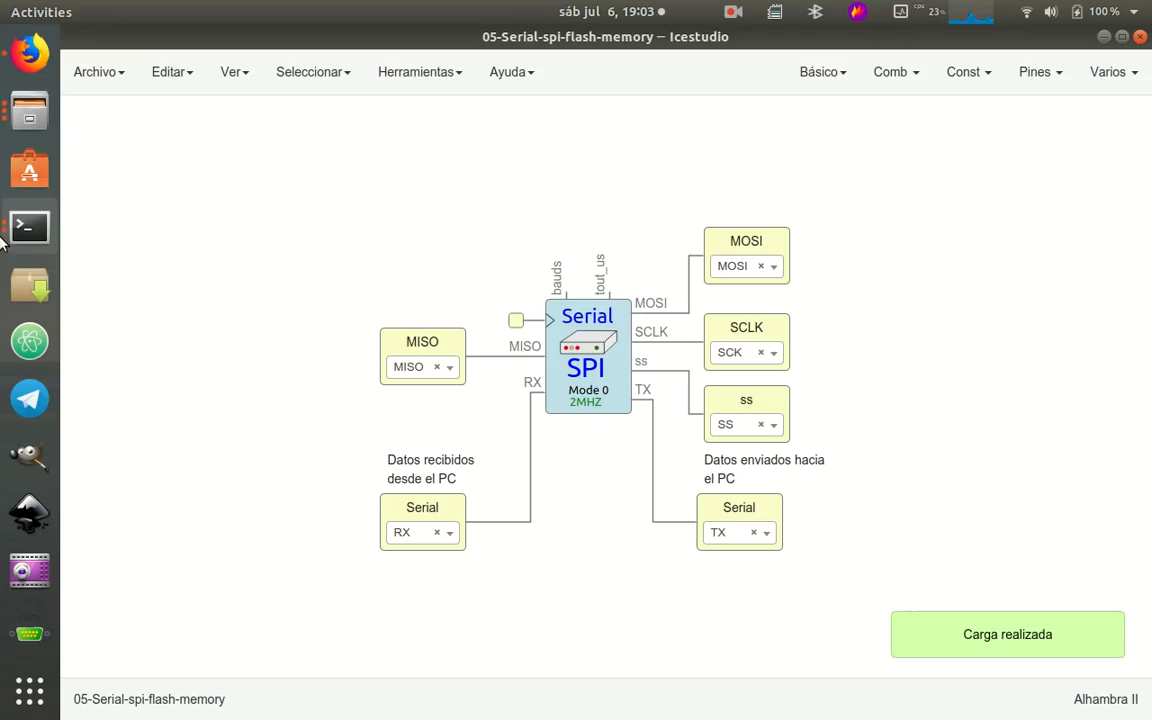 Activities
sáb jul 6, 19:03
cpu
23%
100 %
05-Serial-spi-flash-memory — Icestudio
Archivo
Editar
Ver
Seleccionar
Herramientas
Ayuda
Básico
Comb
Const
Pines
Varios
bauds
tout_us
MOSI
MOSI
MOSI
Serial
SCLK
SCLK
SCK
MISO
MISO
MISO
SPI
ss
ss
SS
RX
Mode 0
2MHZ
TX
Datos recibidos
desde el PC
Datos enviados hacia
el PC
Serial
RX
Serial
TX
Carga realizada
05-Serial-spi-flash-memory
Alhambra II